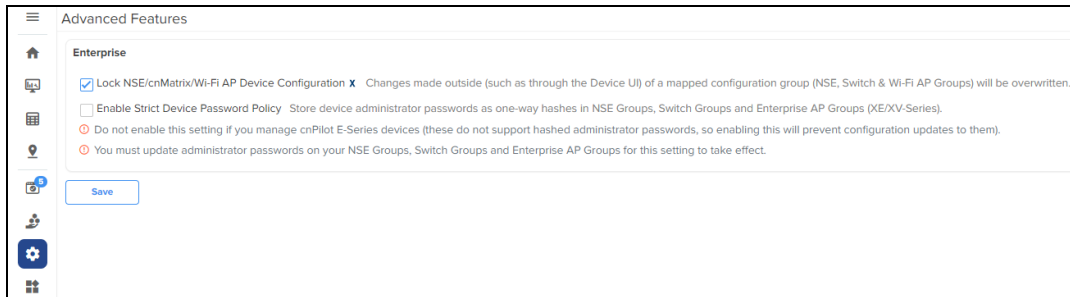 Advanced Features
Enterprise
Lock NSE/cnMatrix/Wi-Fi AP Device Configuration X Changes made outside (such as through the Device UI) of a mapped configuration group (NSE, Switch & Wi-Fi AP Groups) will be overwritten.
Enable Strict Device Password Policy Store device administrator passwords as one-way hashes in NSE Groups, Switch Groups and Enterprise AP Groups (XE/XV-Series).
Do not enable this setting if you manage cnPilot E-Series devices (these do not support hashed administrator passwords, so enabling this will prevent configuration updates to them).
You must update administrator passwords on your NSE Groups, Switch Groups and Enterprise AP Groups for this setting to take effect.
5
Save